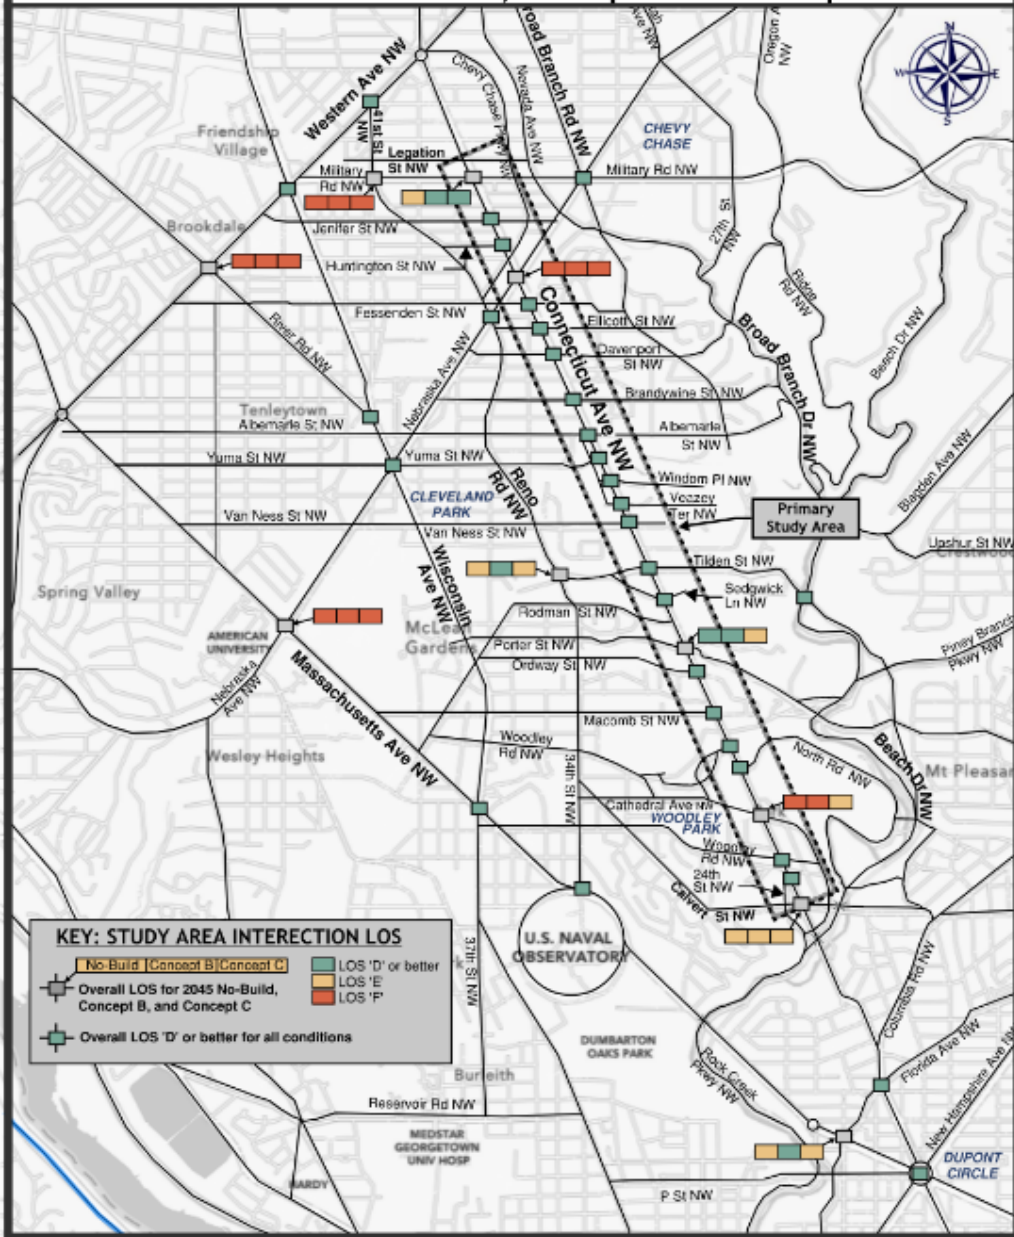 Western Ave NW
Broad Branch Rd NW
Chevy Chase Pkwy NW
Nevada Ave NW
Ave NW
Oregon A
NW
N
W
E
S
Friendship
Village
41st St
NW
Legation
St NW
Military
Rd NW
CHEVY
CHASE
Military Rd NW
Brookdale
Jenifer St NW
27th St
NW
Huntington St NW
Ridge
Rd NW
Beech Dr NW
River Rd NW
Fessenden St NW
Ellicott St NW
Nebraska Ave NW
Connecticut Ave NW
Davenport
St NW
Broad Branch Dr NW
Brandywine St NW
Tenleytown
Albemarle St NW
Albemarle
St NW
Yuma St NW
Yuma St NW
Blagden Ave NW
Reno
Rd NW
Windom Pl NW
CLEVELAND
PARK
Veazey
Ter NW
Primary
Study Area
Van Ness St NW
Van Ness St NW
Upshur St NW
Crestwoo
Wisconsin
Ave NW
Tilden St NW
Spring Valley
Sedgwick
Ln NW
Rodman St NW
AMERICAN
UNIVERSITY
McLean
Gardens
Porter St NW
Ordway St NW
Piney Branch
Pkwy NW
Nebraska
Ave NW
Massachusetts Ave NW
Macomb St NW
Wesley Heights
Woodley
Rd NW
North Rd NW
Beach Dr NW
Mt Pleasan
34th St NW
Cathedral Ave NW
WOODLEY
PARK
Woodley
Rd NW
24th
St NW
Calvert St NW
KEY: STUDY AREA INTERECTION LOS
No-Build Concept B Concept C
Overall LOS for 2045 No-Build,
Concept B, and Concept C
LOS 'D' or better
LOS 'E'
LOS 'F'
Overall LOS 'D' or better for all conditions
37th St NW
U.S. NAVAL
OBSERVATORY
Columbia Rd NW
DUMBARTON
OAKS PARK
Florida Ave NW
New Hampshire Ave N
Burleith
Rock Creek
Pkwy NW
Reservoir Rd NW
MEDSTAR
GEORGETOWN
UNIV HOSP
DUPONT
CIRCLE
HARDY
P St NW